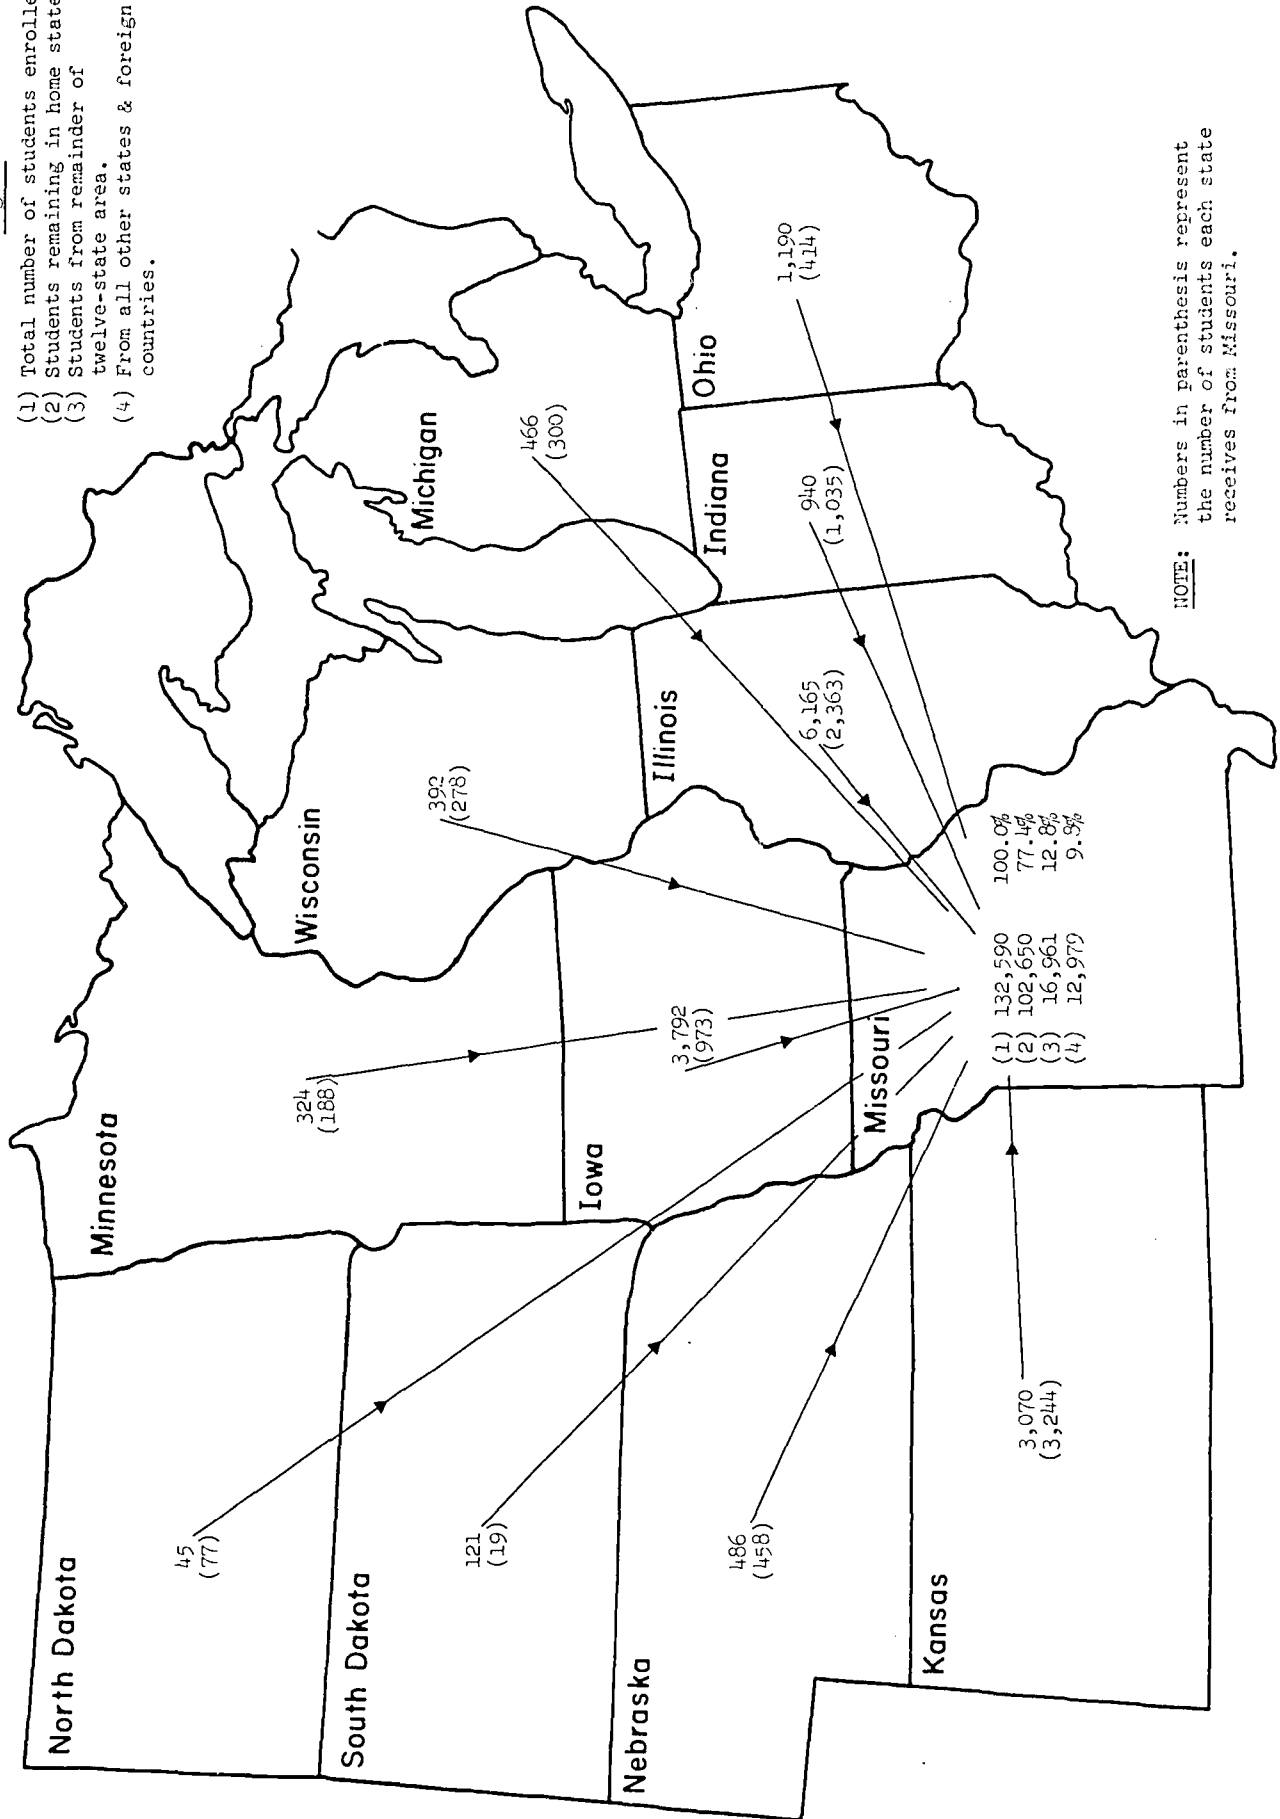 (1) Total number of students
(2) Students remaining in home state
(3) Students from remainder of
twelve-state area.
(4) From all other states & foreign
countries.
North Dakota
45
(77)
Minnesota
324
(188)
South Dakota
121
(19)
Wisconsin
392
(278)
Michigan
466
(300)
Nebraska
486
(458)
Iowa
3,792
(973)
Illinois
6,165
(2,363)
Indiana
940
(1,035)
Ohio
1,190
(414)
Kansas
3,070
(3,244)
Missouri
(1) 132,590 100.0%
(2) 102,650 77.4%
(3) 16,961 12.8%
(4) 12,979 9.8%
NOTE: Numbers in parenthesis represent
the number of students each state
receives from Missouri.